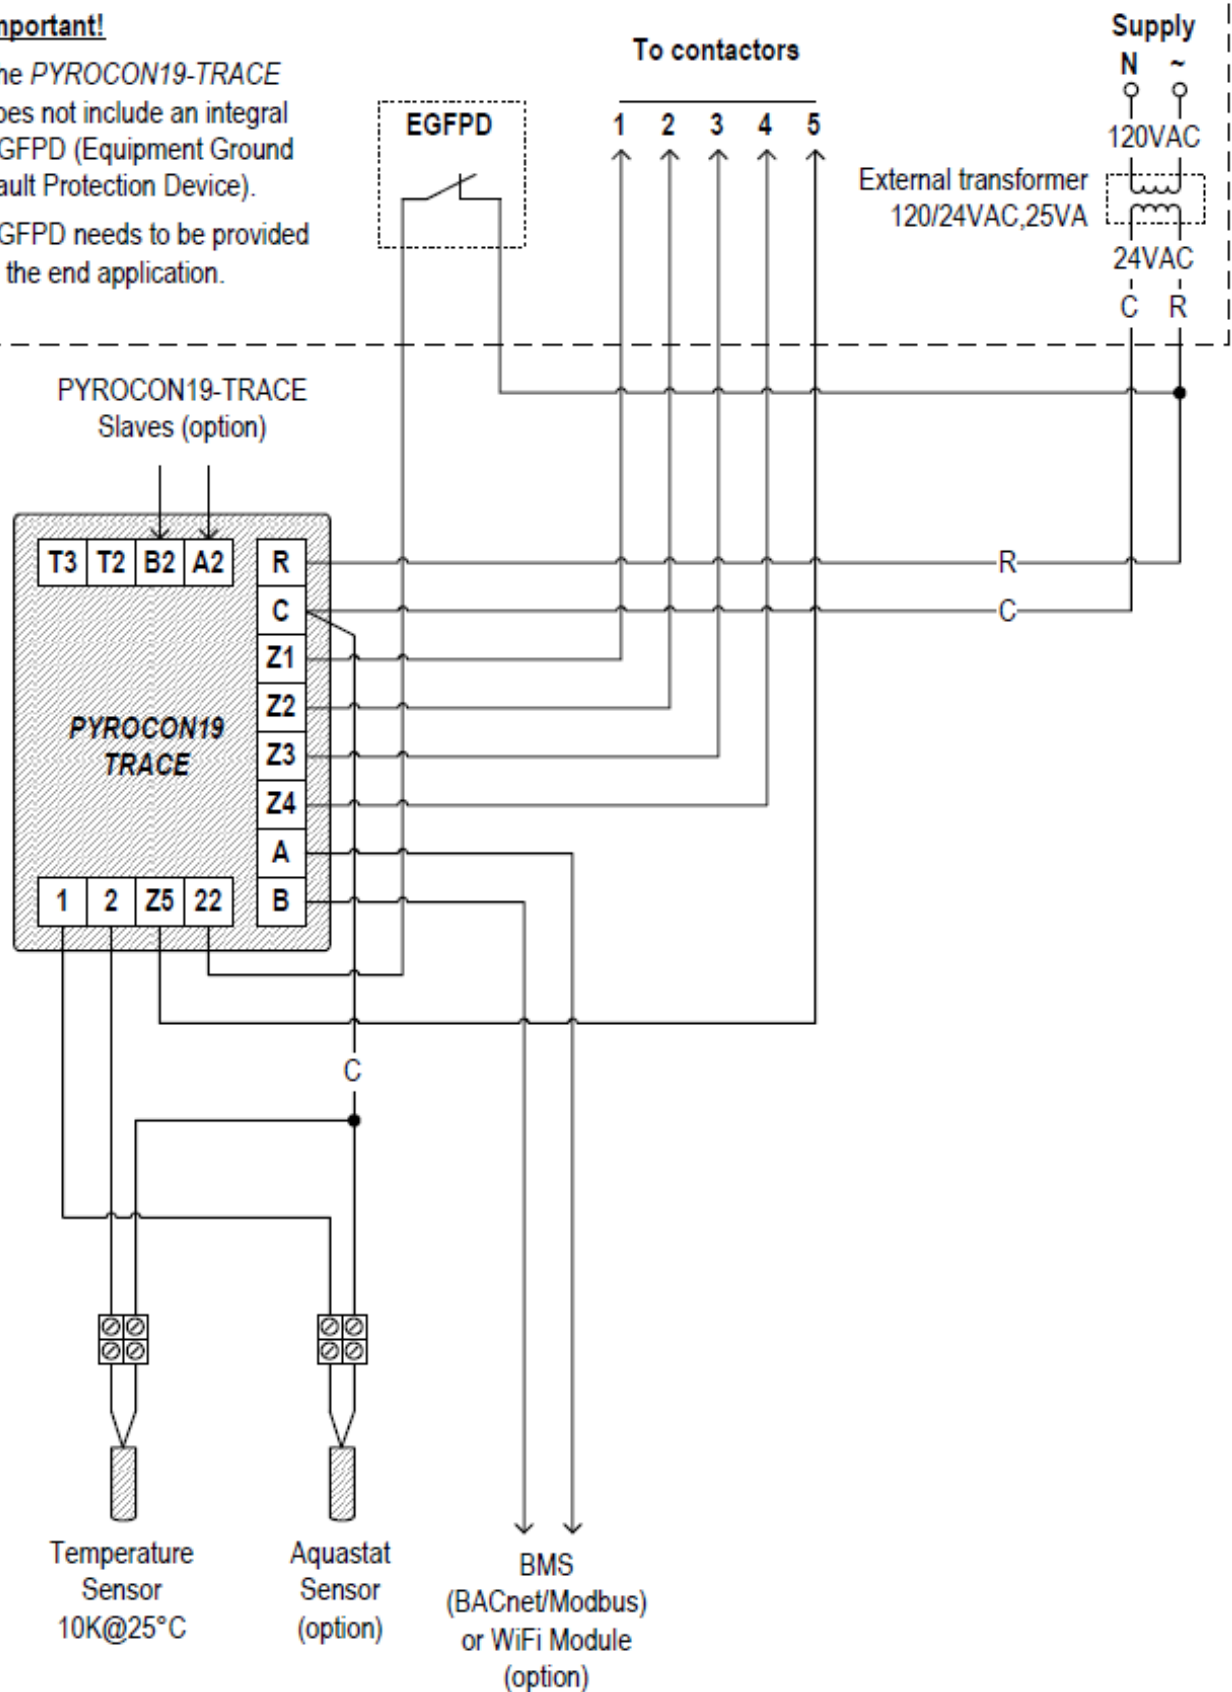 mportant!
he PYROCON19-TRACE
oes not include an integral
GFPD (Equipment Ground
ault Protection Device).
GFPD needs to be provided
the end application.
EGFPD
To contactors
1 2 3 4 5
Supply
N ~
120VAC
External transformer
120/24VAC,25VA
24VAC
C R
PYROCON19-TRACE
Slaves (option)
T3 T2 B2 A2
R
C
Z1
Z2
Z3
Z4
A
B
PYROCON19
TRACE
1 2 Z5 22
R
C
C
Temperature
Sensor
10K@25°C
Aquastat
Sensor
(option)
BMS
(BACnet/Modbus)
or WiFi Module
(option)